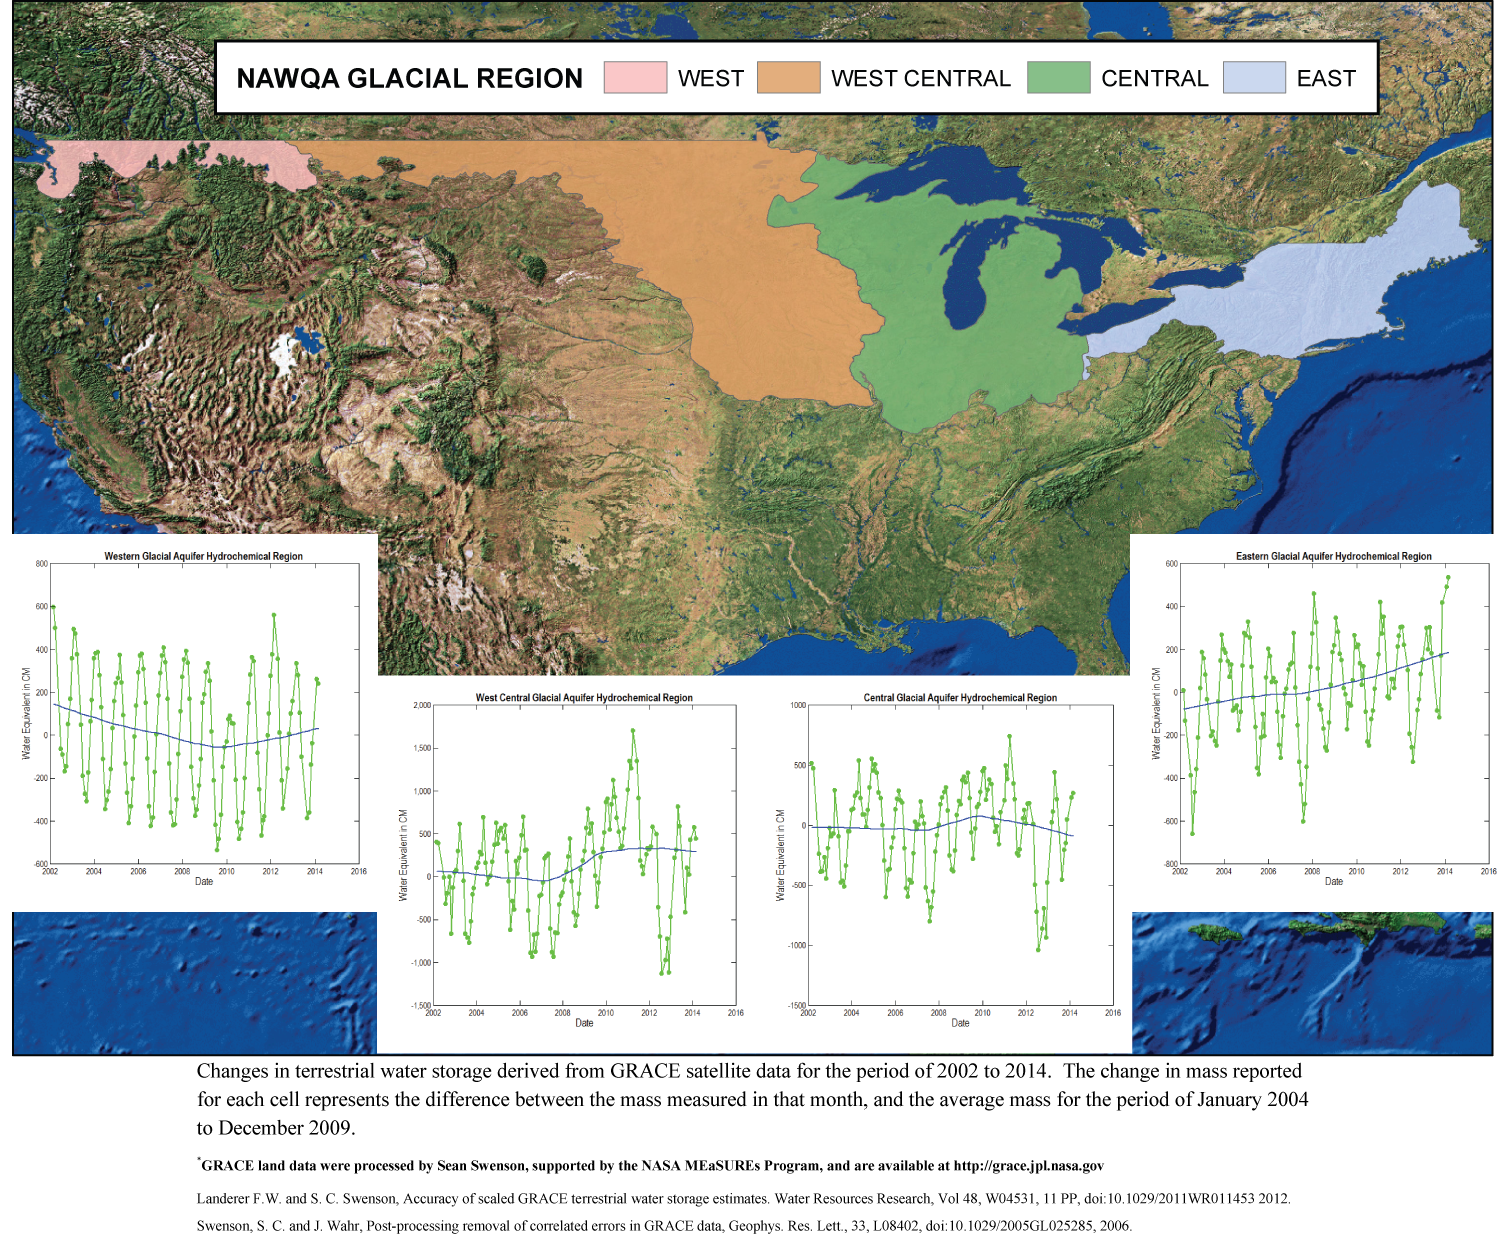 NAWQA GLACIAL REGION WEST WEST CENTRAL CENTRAL EAST
Western Glacial Aquifer Hydrochemical Region
800
600
400
200
0
-200
-400
-600
Water Equivalent in CM
2002 2004 2006 2008 2010 2012 2014 2016
Date
West Central Glacial Aquifer Hydrochemical Region
2,000
1,500
1,000
500
0
-500
-1,000
-1,500
Water Equivalent in CM
2002 2004 2006 2008 2010 2012 2014 2016
Date
Central Glacial Aquifer Hydrochemical Region
1000
500
0
-500
-1000
-1500
Water Equivalent in CM
2002 2004 2006 2008 2010 2012 2014 2016
Date
Eastern Glacial Aquifer Hydrochemical Region
600
400
200
0
-200
-400
-600
-800
Water Equivalent in CM
2002 2004 2006 2008 2010 2012 2014 2016
Date
Changes in terrestrial water storage derived from GRACE satellite data for the period of 2002 to 2014. The change in mass reported
for each cell represents the difference between the mass measured in that month, and the average mass for the period of January 2004
to December 2009.
*GRACE land data were processed by Sean Swenson, supported by the NASA MEaSUREs Program, and are available at http://grace.jpl.nasa.gov
Landerer F.W. and S. C. Swenson, Accuracy of scaled GRACE terrestrial water storage estimates. Water Resources Research, Vol 48, W04531, 11 PP, doi:10.1029/2011WR011453 2012.
Swenson, S. C. and J. Wahr, Post-processing removal of correlated errors in GRACE data, Geophys. Res. Lett., 33, L08402, doi:10.1029/2005GL025285, 2006.